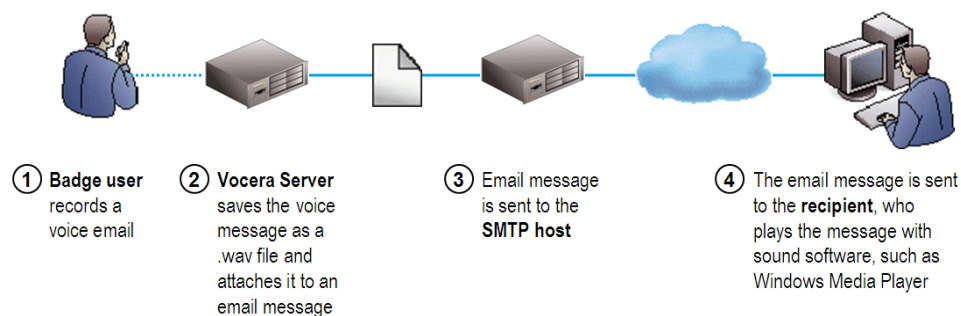 1 Badge user
records a
voice email
2 Vocera Server
saves the voice
message as a
.wav file and
attaches it to an
email message
3 Email message
is sent to the
SMTP host
4 The email message is sent
to the recipient, who
plays the message with
sound software, such as
Windows Media Player